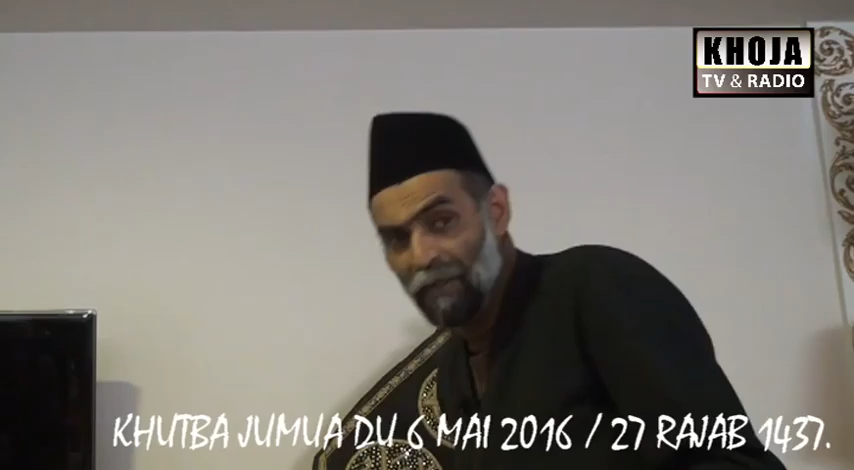 KHOJA
TV & RADIO
KHUTBA JUMUA DU 6 MAI 2016 / 27 RAJAB 1437.